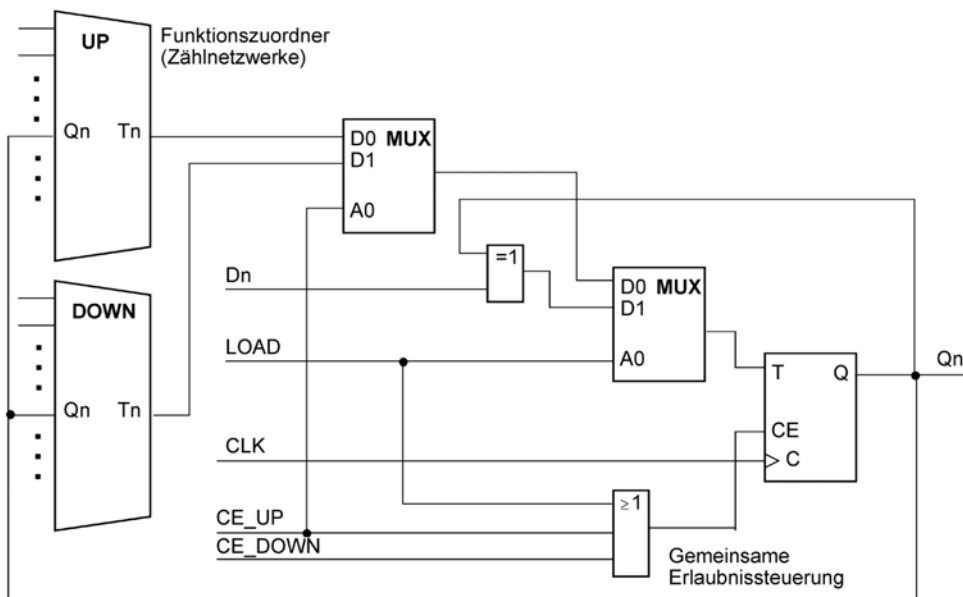 UP
Funktionszuordner
(Zählnetzwerke)
Qn Tn
D0 MUX
D1
A0
DOWN
Qn Tn
=1
Dn
D0 MUX
D1
A0
LOAD
T Q
CE
C
Qn
CLK
≥1
CE_UP
CE_DOWN
Gemeinsame
Erlaubnissteuerung